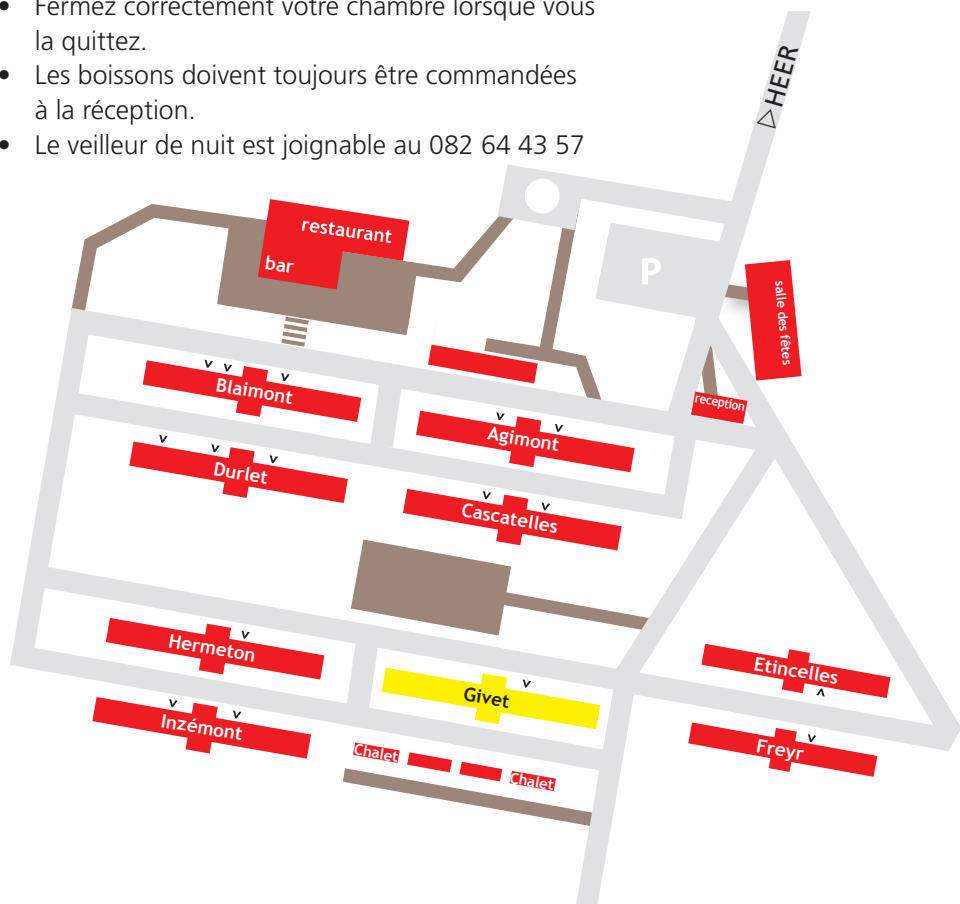 • Fermez correctement votre chambre lorsque vous
la quittez.
• Les boissons doivent toujours être commandées
à la réception.
• Le veilleur de nuit est joignable au 082 64 43 57
▷HEER
restaurant
bar
P
salle des fêtes
reception
Blaimont
Agimont
Durlet
Cascatelles
Hermeton
Etincelles
Givet
Inzémont
Freyr
Chalet
Chalet